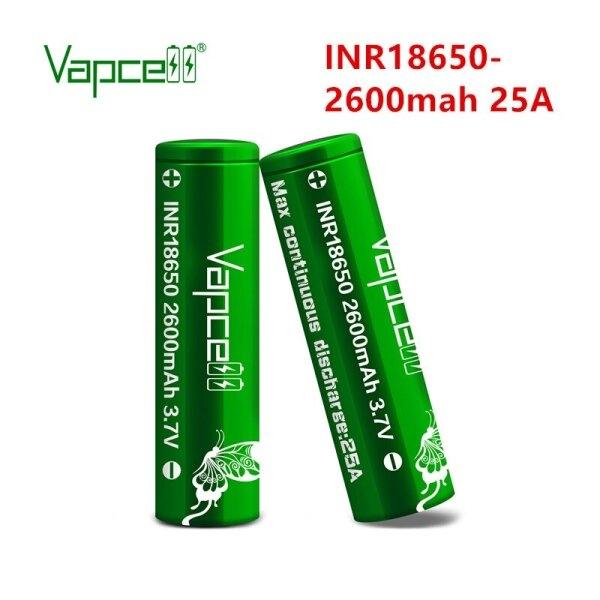 Vapcell®
INR18650-
2600mah 25A
Vapcell
INR18650 2600mAh 3.7V
Vapcell
INR18650 2600mAh 3.7V
Max continuous discharge:25A